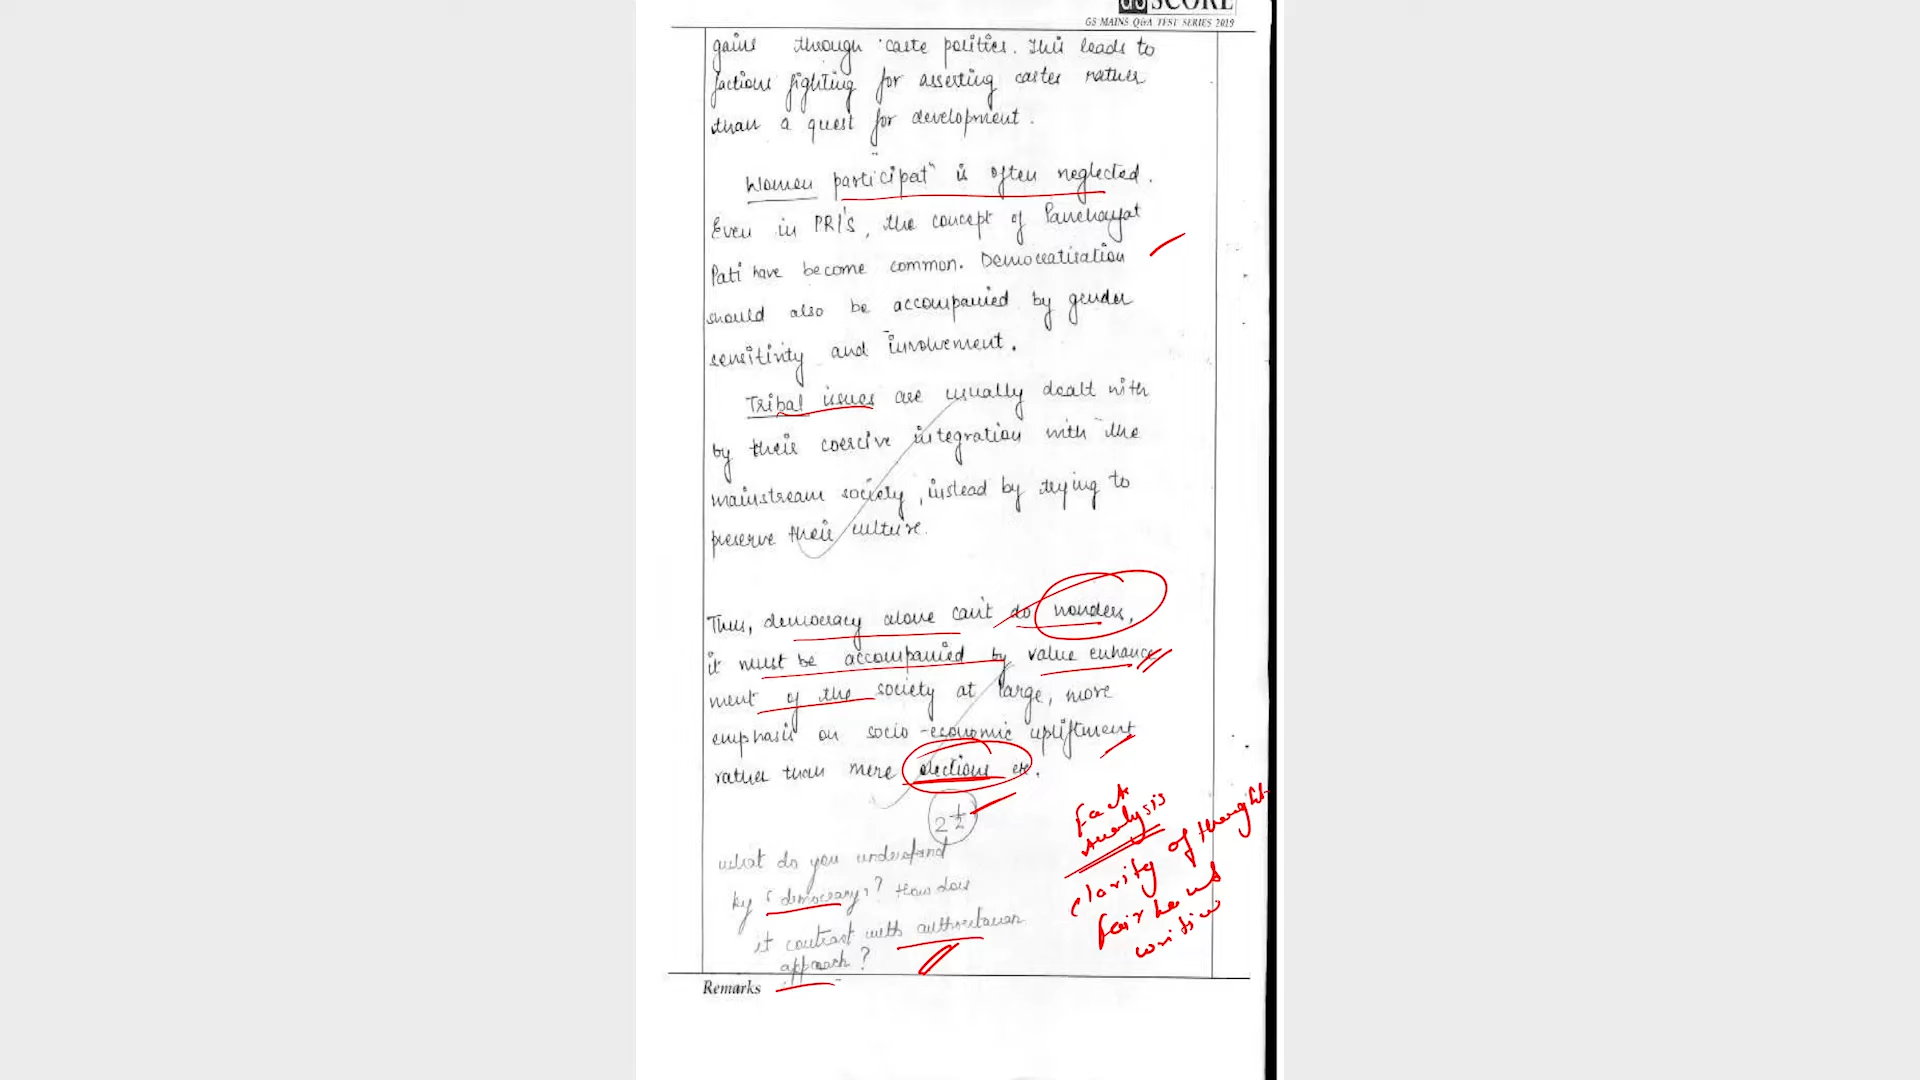 GS SCORE
GS MAINS Q&A TEST SERIES 2019
gains through caste politics. This leads to
factions fighting for asserting castes rather
than a quest for development.
Women participatn is often neglected.
Even in PRI's, the concept of Panchayat
Pati have become common. Democratisation
should also be accompanied by gender
sensitivity and involvement.
Tribal issues are usually dealt with
by their coercive integration with the
mainstream society, instead by trying to
preserve their culture.
Thus, democracy alone can't do wonders,
it must be accompanied by value enhance
ment of the society at large, more
emphasis on socio-economic upliftment
rather than mere elections etc.
2 1/2
what do you understand
by 'democracy'? How does
it contrast with authoritarian
approach?
Fact
Analysis
clarity of thought
fair hand
writing
Remarks